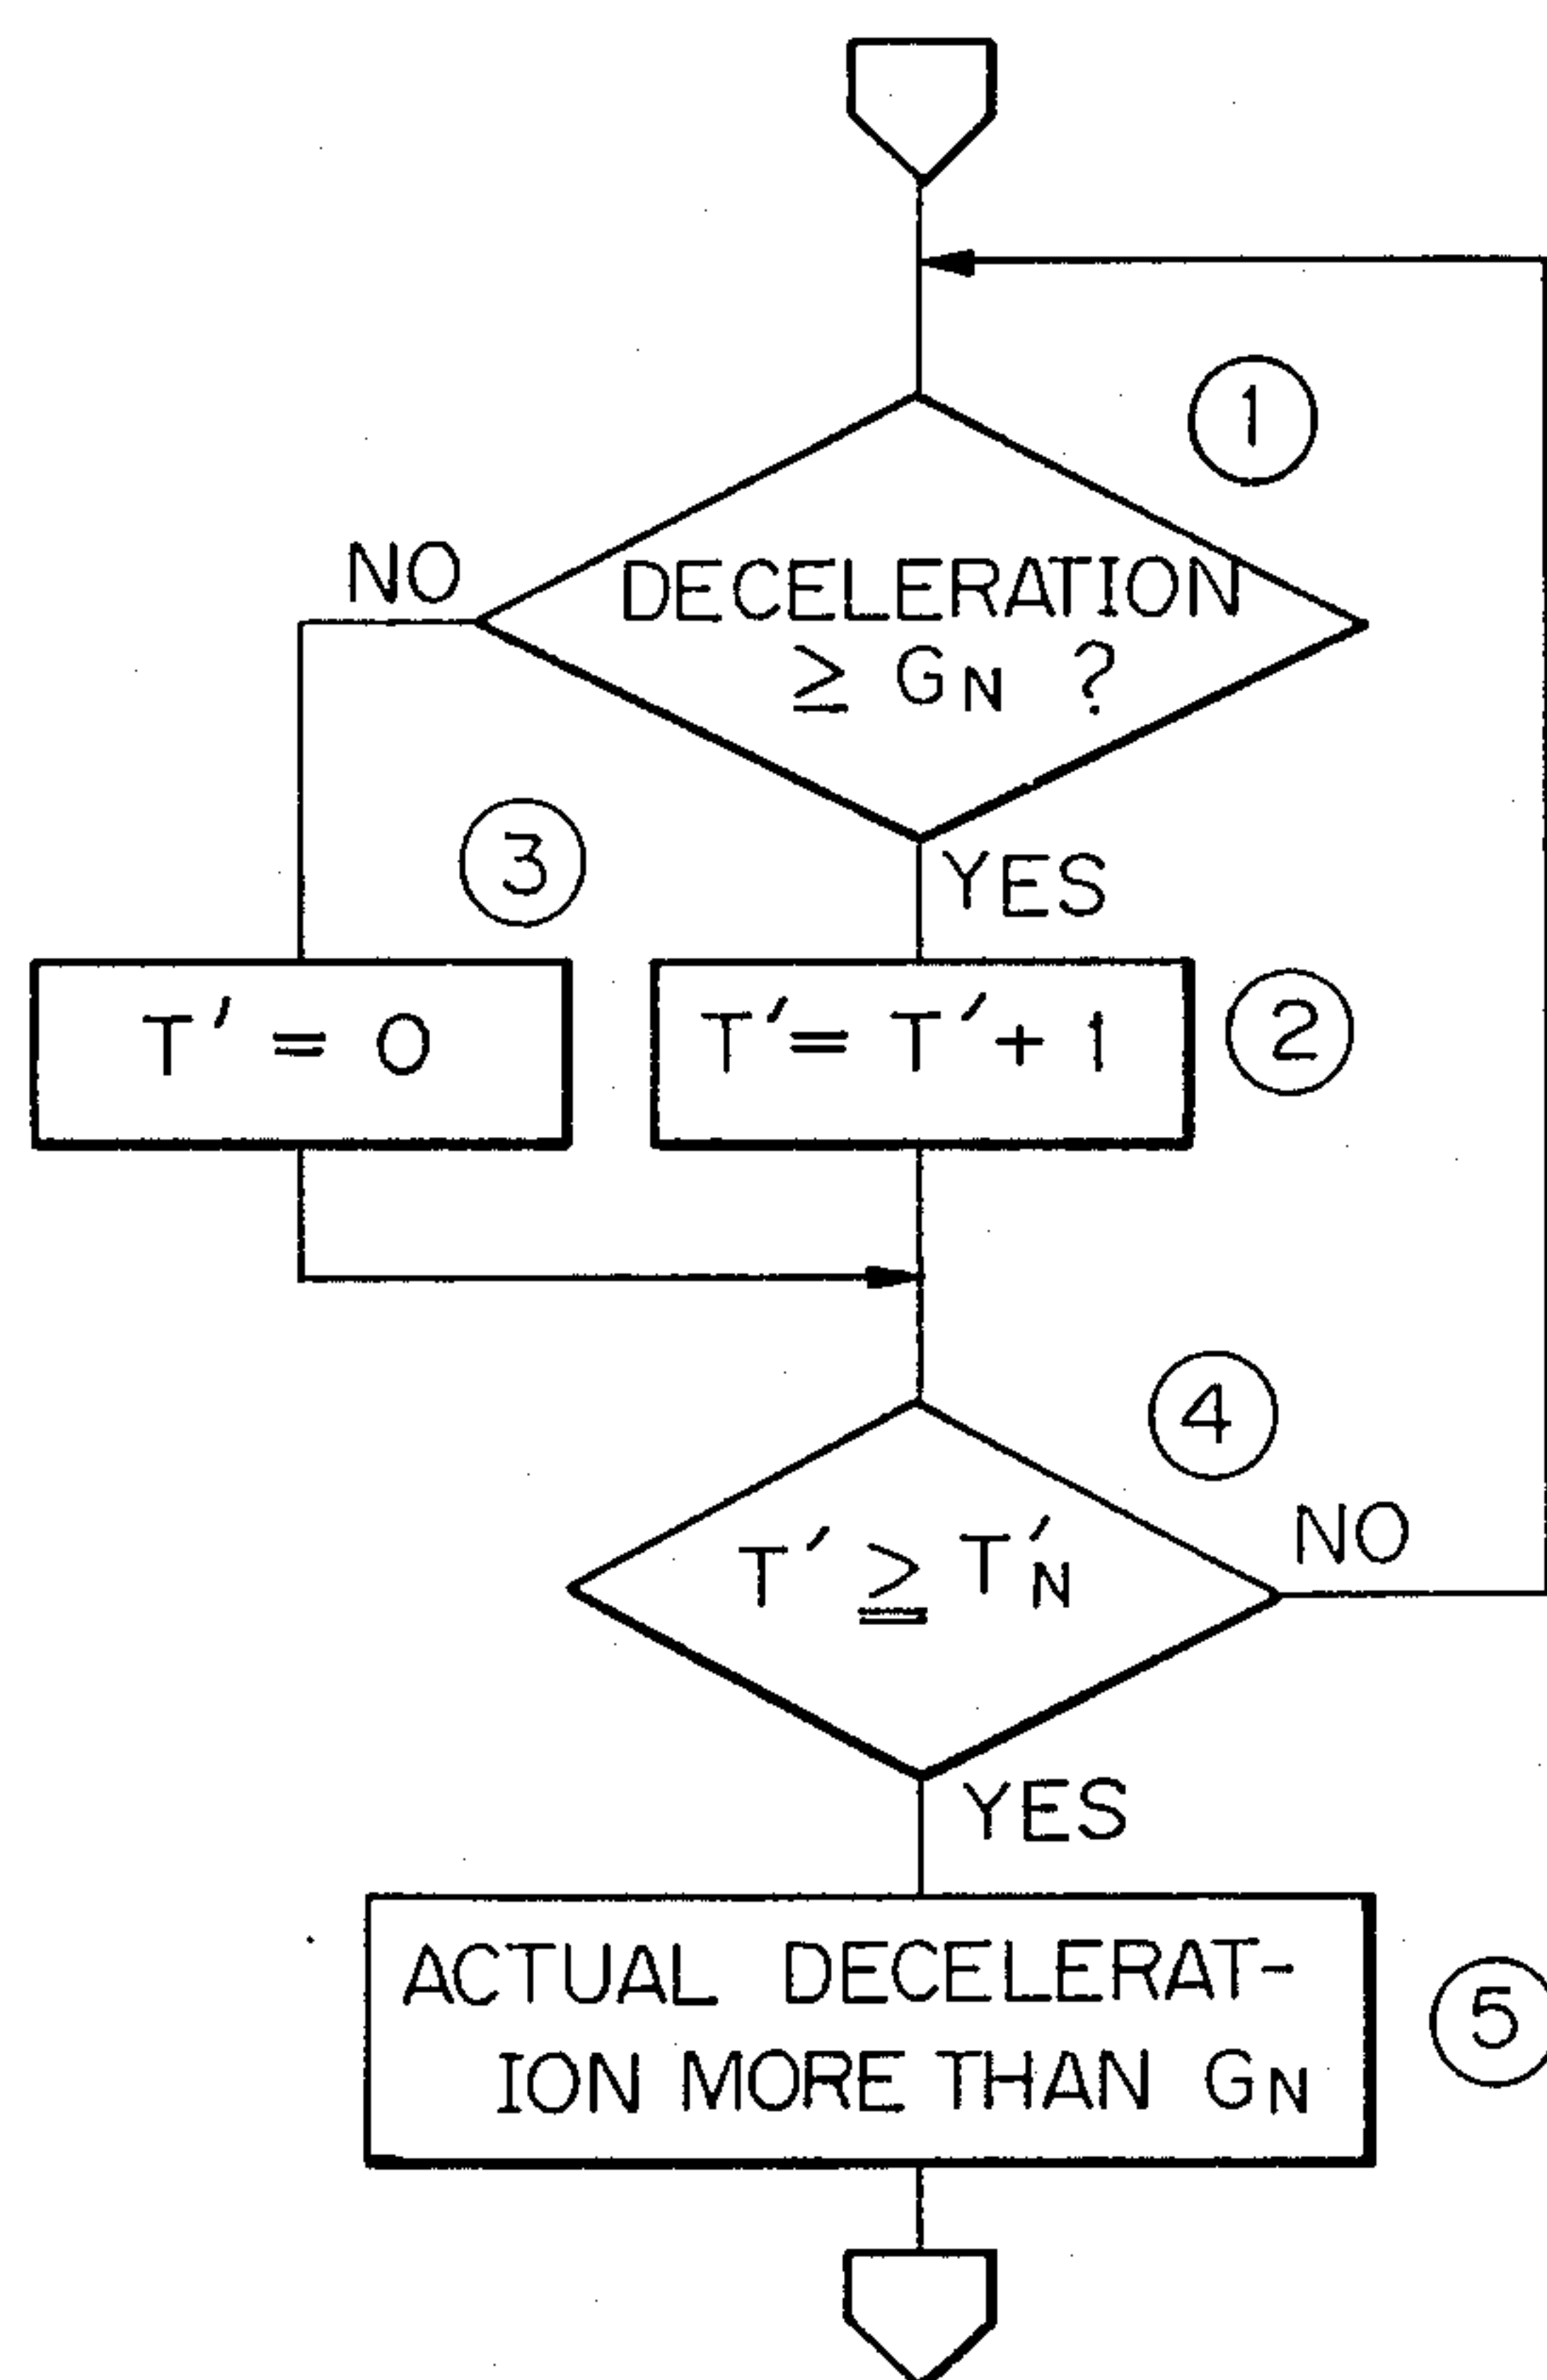 1
NO
DECELERATION
≥ GN ?
3
YES
T' = 0
T' = T' + 1
2
4
T' ≧ T'N
NO
YES
ACTUAL DECELERAT-
ION MORE THAN GN
5